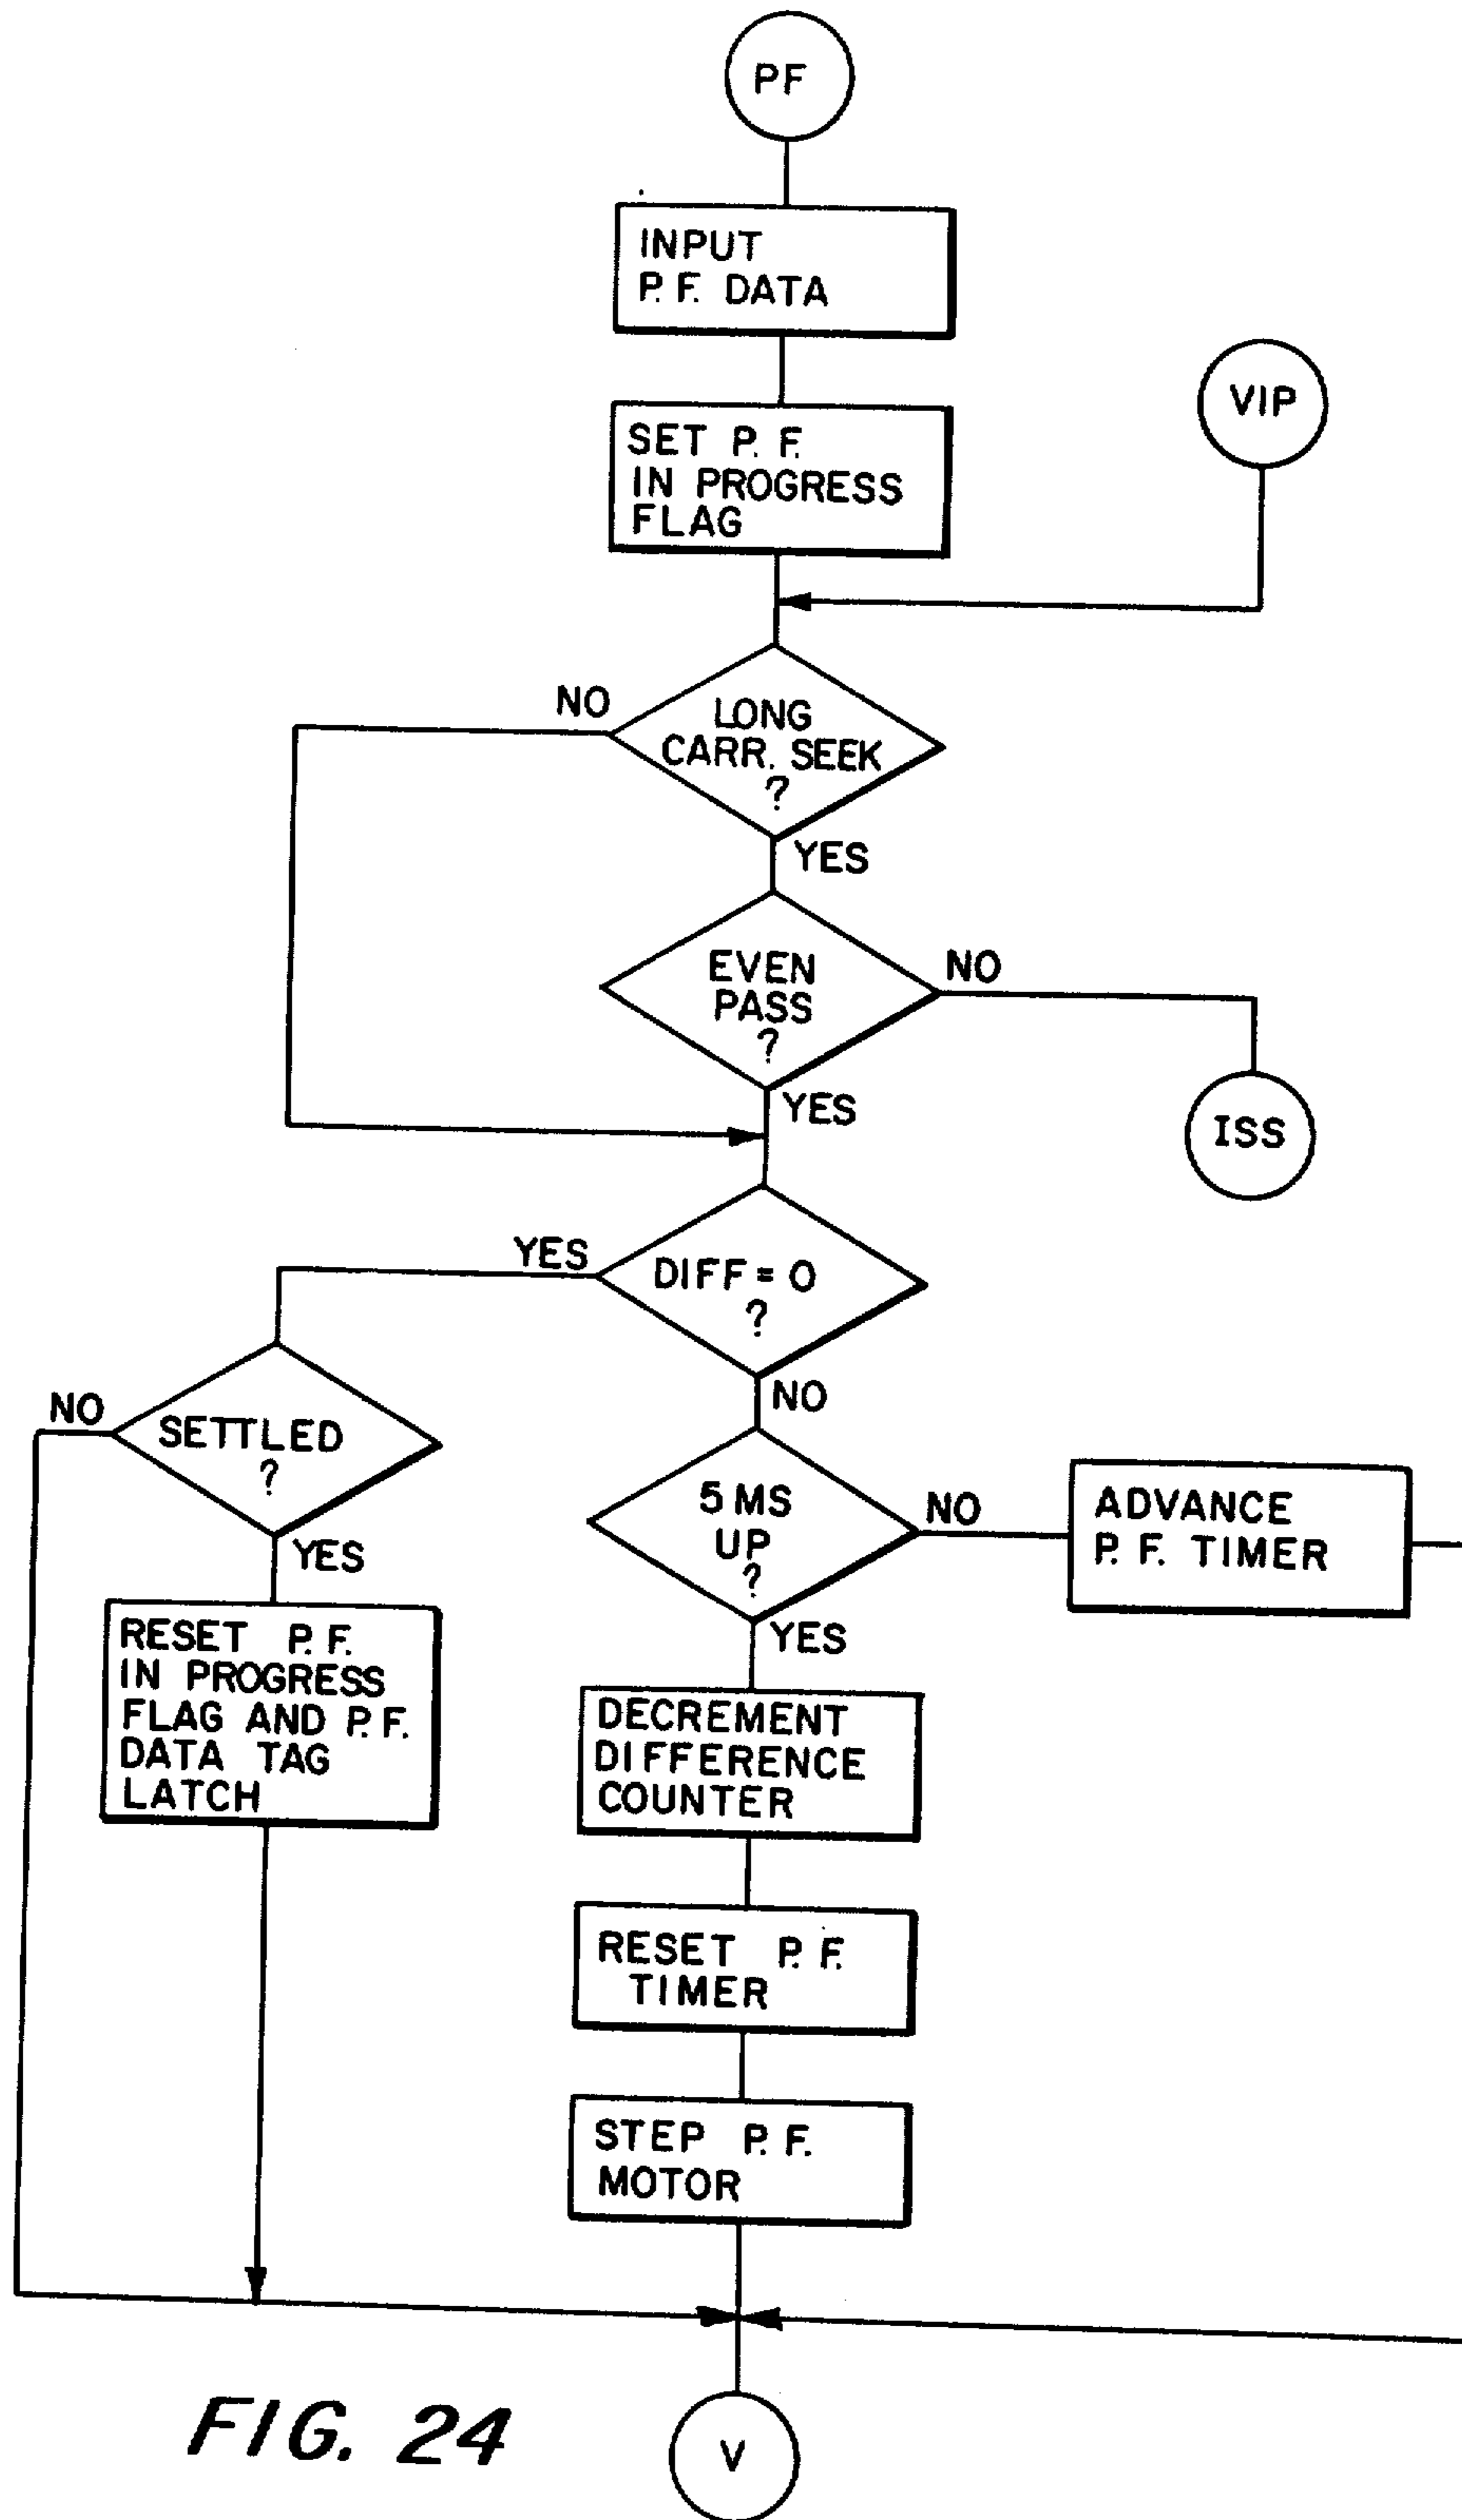 PF
INPUT
P.F. DATA
VIP
SET P.F.
IN PROGRESS
FLAG
NO
LONG
CARR. SEEK
?
YES
EVEN
PASS
?
NO
YES
ISS
YES
DIFF = 0
?
NO
NO
SETTLED
?
YES
5 MS
UP
?
NO
ADVANCE
P.F. TIMER
YES
RESET P.F.
IN PROGRESS
FLAG AND P.F.
DATA TAG
LATCH
DECREMENT
DIFFERENCE
COUNTER
RESET P.F.
TIMER
STEP P.F.
MOTOR
FIG. 24
V